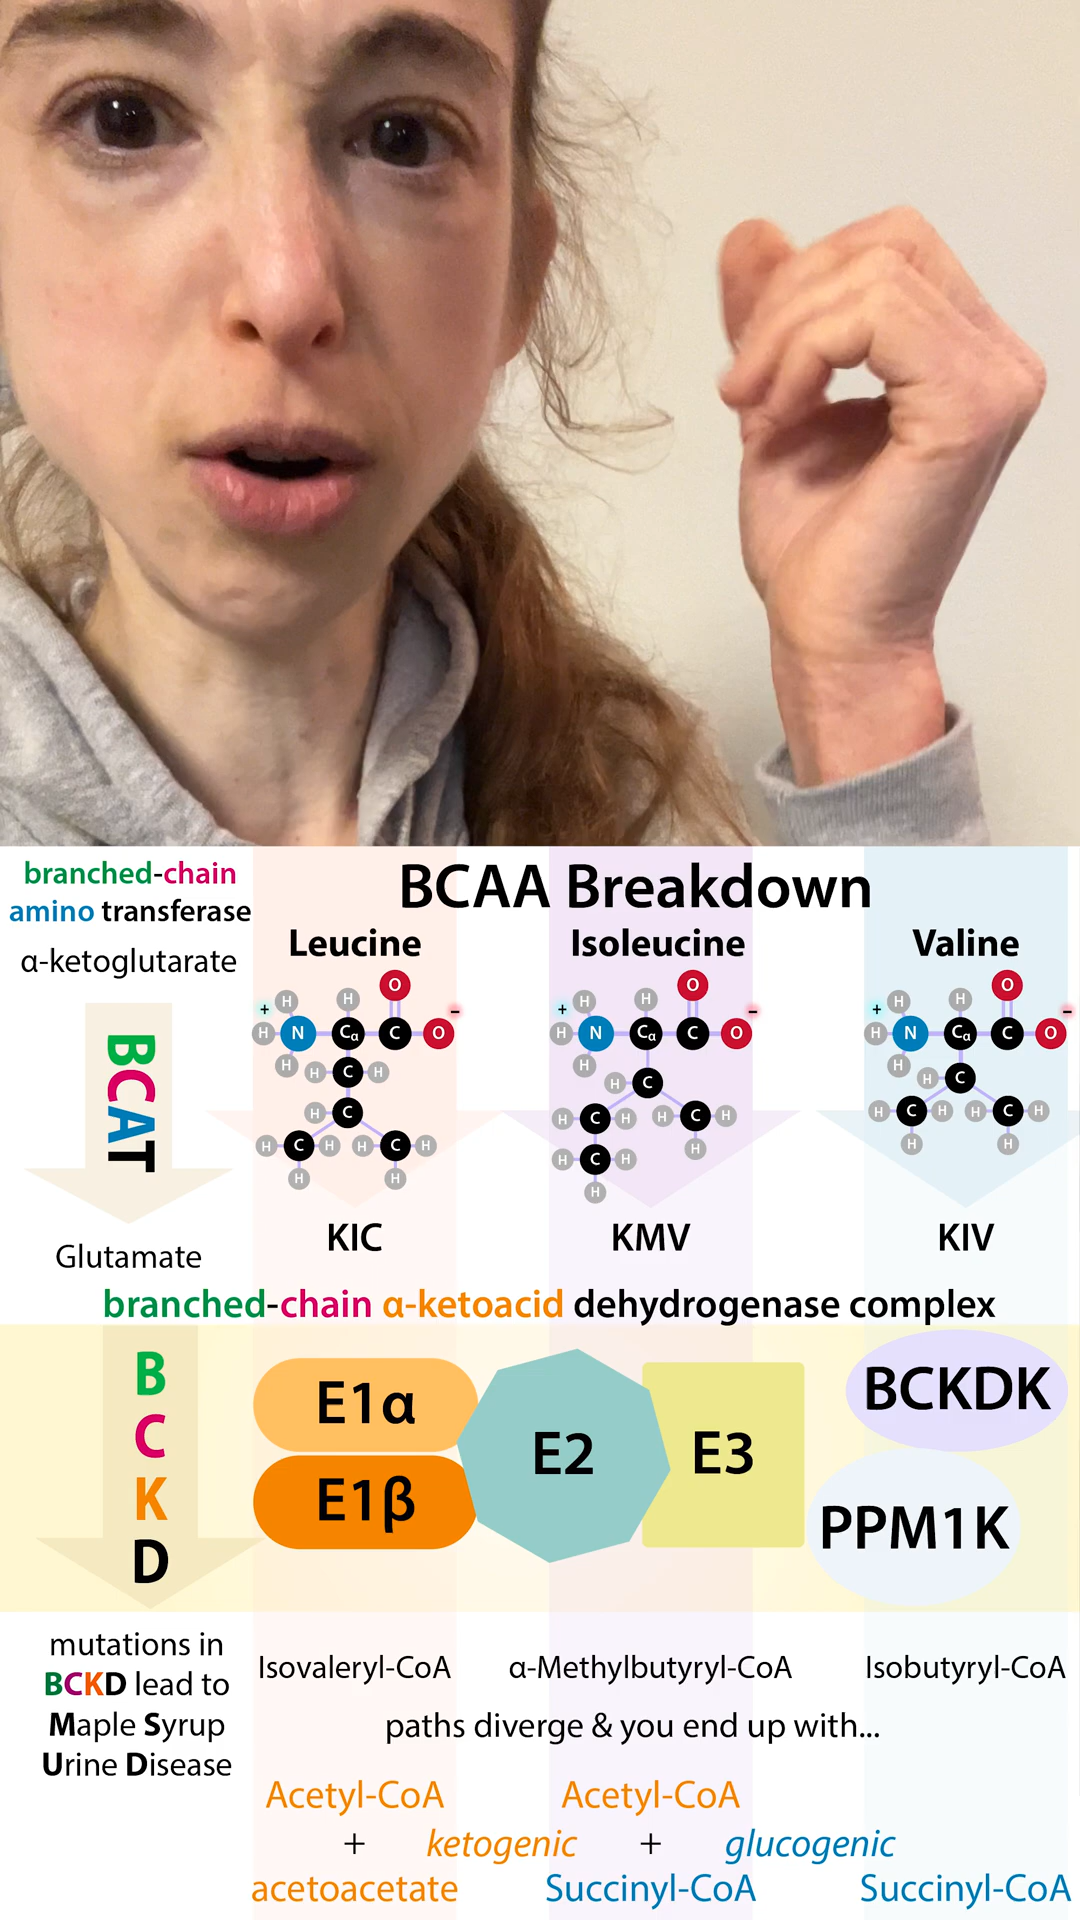 branched-chain
amino transferase
α-ketoglutarate
BCAT
Glutamate
BCAA Breakdown
Leucine
Isoleucine
Valine
H H O
+ -
H N Cα C O
H H C H
H C
H C H H C H
H H
H H O
+ -
H N Cα C O
H H C
H C H H C H
H C H H
H
H H O
+ -
H N Cα C O
H H C
H C H H C H
H H
KIC
KMV
KIV
branched-chain α-ketoacid dehydrogenase complex
B
C
K
D
E1α
E1β
E2
E3
BCKDK
PPM1K
mutations in
BCKD lead to
Maple Syrup
Urine Disease
Isovaleryl-CoA
α-Methylbutyryl-CoA
Isobutyryl-CoA
paths diverge & you end up with...
Acetyl-CoA
Acetyl-CoA
+ ketogenic + glucogenic
acetoacetate
Succinyl-CoA
Succinyl-CoA